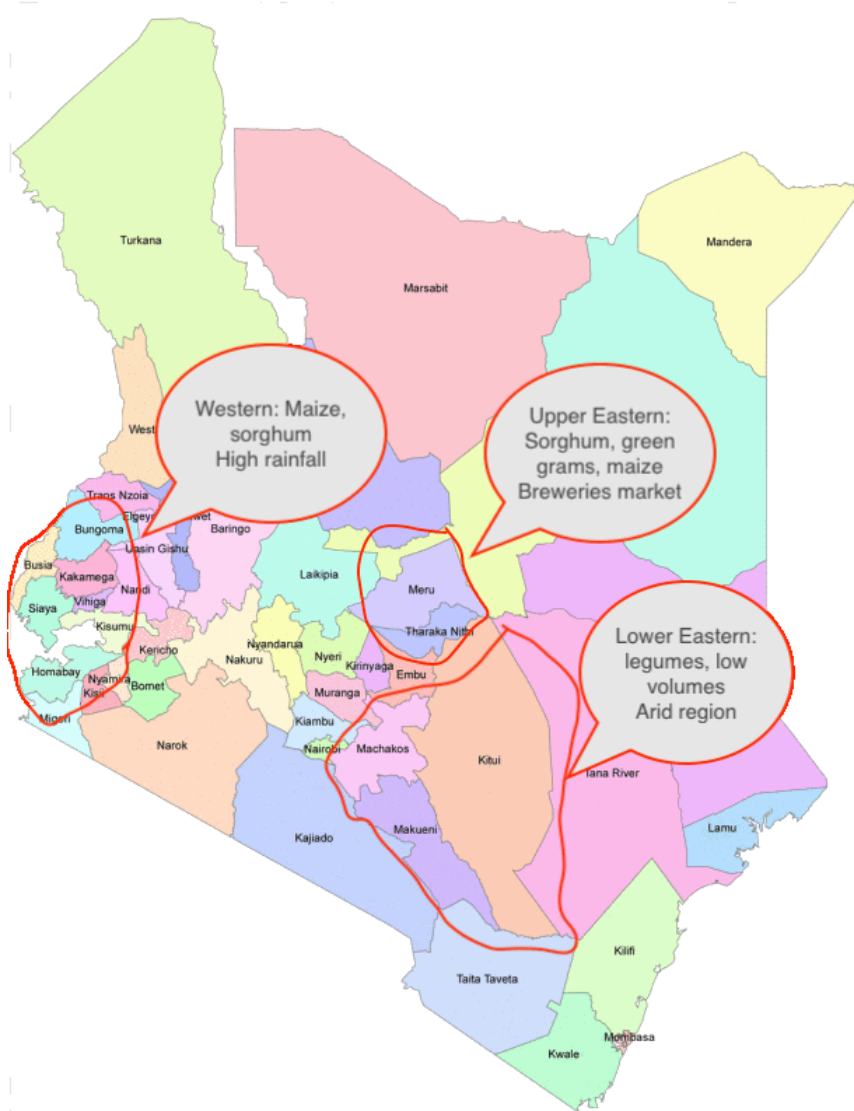 Turkana
Mandera
Marsabit
Western: Maize,
sorghum
High rainfall
Upper Eastern:
Sorghum, green
grams, maize
Breweries market
West
Trans Nzoia
Elgeyo
wet
Bungoma
Uasin Gishu
Baringo
Busia
Kakamega
Laikipia
Meru
Siaya
Vihiga
Nandi
Kisumu
Tharaka Nithi
Lower Eastern:
legumes, low
volumes
Arid region
Kericho
Nyandarua
Nyeri
Homabay
Nyamira
Nakuru
Kirinyaga
Embu
Kisii
Bomet
Muranga
Migori
Kiambu
Narok
Nairobi
Machakos
Kitui
Tana River
Kajiado
Makueni
Lamu
Kilifi
Taita Taveta
Mombasa
Kwale